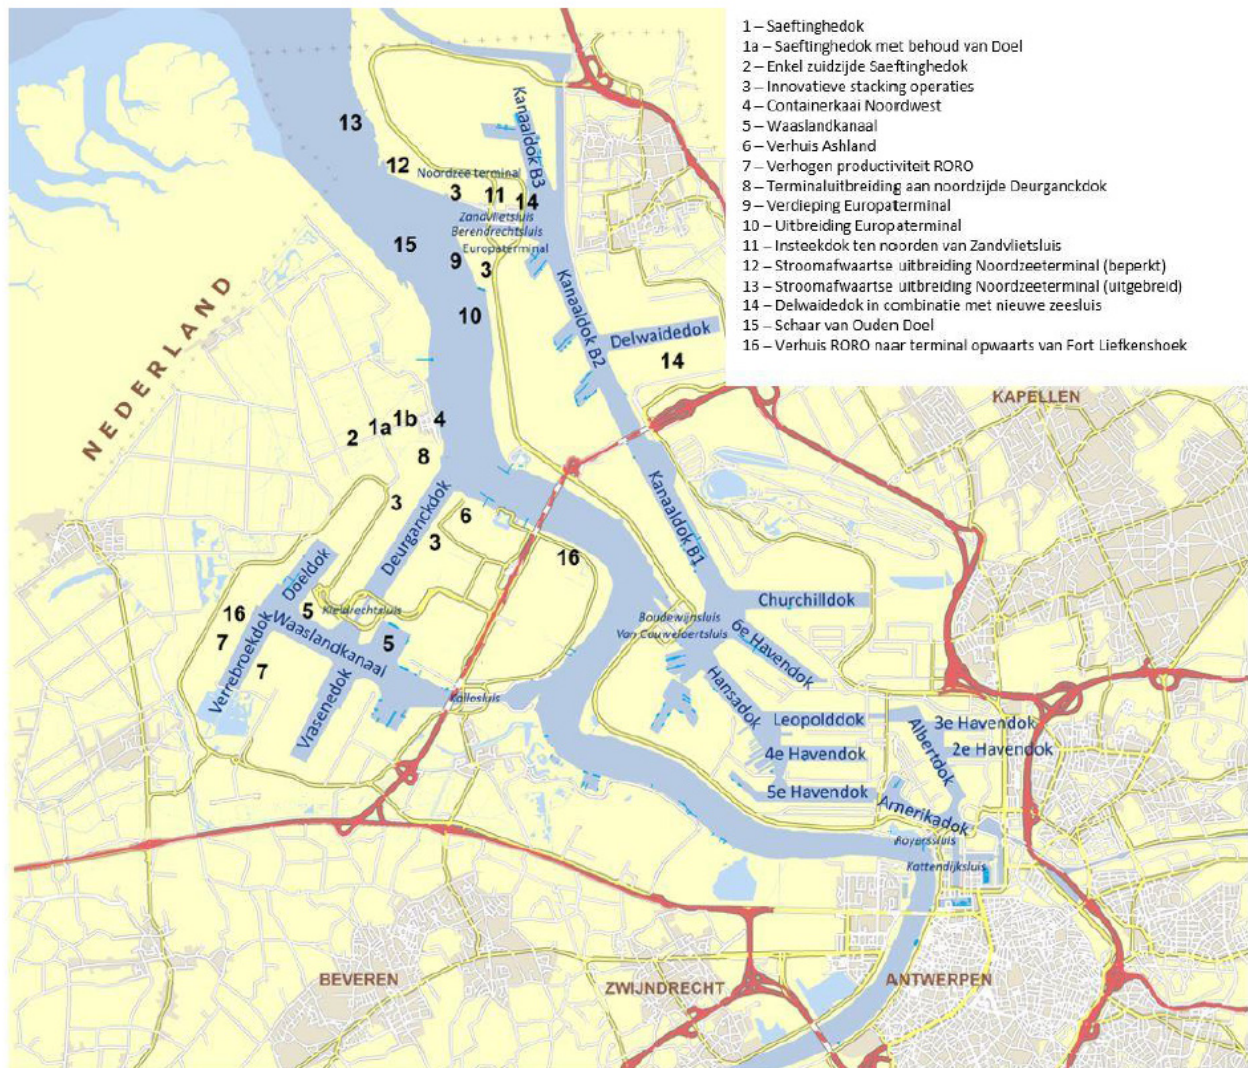 1 – Saeftinghedok
1a – Saeftinghedok met behoud van Doel
2 – Enkel zuidzijde Saeftinghedok
3 – Innovatieve stacking operaties
4 – Containerkaai Noordwest
5 – Waaslandkanaal
6 – Verhuis Ashland
7 – Verhogen productiviteit RORO
8 – Terminaluitbreiding aan noordzijde Deurganckdok
9 – Verdieping Europaterminal
10 – Uitbreiding Europaterminal
11 – Insteekdok ten noorden van Zandvlietsluis
12 – Stroomafwaartse uitbreiding Noordzeeterminal (beperkt)
13 – Stroomafwaartse uitbreiding Noordzeeterminal (uitgebreid)
14 – Delwaidedok in combinatie met nieuwe zeesluis
15 – Schaar van Ouden Doel
16 – Verhuis RORO naar terminal opwaarts van Fort Liefkenshoek
Kanaaldok B3
13
12
Noordzee terminal
3
11
14
Zandvlietsluis
Berendrechtsluis
15
Europaterminal
9
3
10
Kanaaldok B2
Delwaidedok
14
NEDERLAND
KAPELLEN
1b
1a
4
2
8
3
Deurganckdok
6
3
16
Kanaaldok B1
Doeldok
Churchilldok
16
5
Kieldrechtsluis
Boudewijnsluis
Van Cauwelaertsluis
6e Havendok
7
Waaslandkanaal
5
7
Verrebroekdok
Vrasenedok
Kallosluis
Hansadok
Leopolddok
Albertdok
3e Havendok
2e Havendok
4e Havendok
5e Havendok
Amerikadok
Royerssluis
Kattendijksluis
BEVEREN
ZWIJNDRECHT
ANTWERPEN